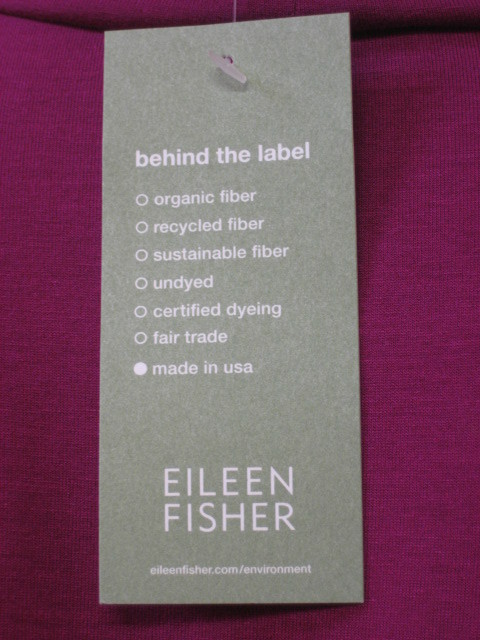 behind the label
organic fiber
recycled fiber
sustainable fiber
undyed
certified dyeing
fair trade
made in usa
EILEEN
FISHER
eileenfisher.com/environment